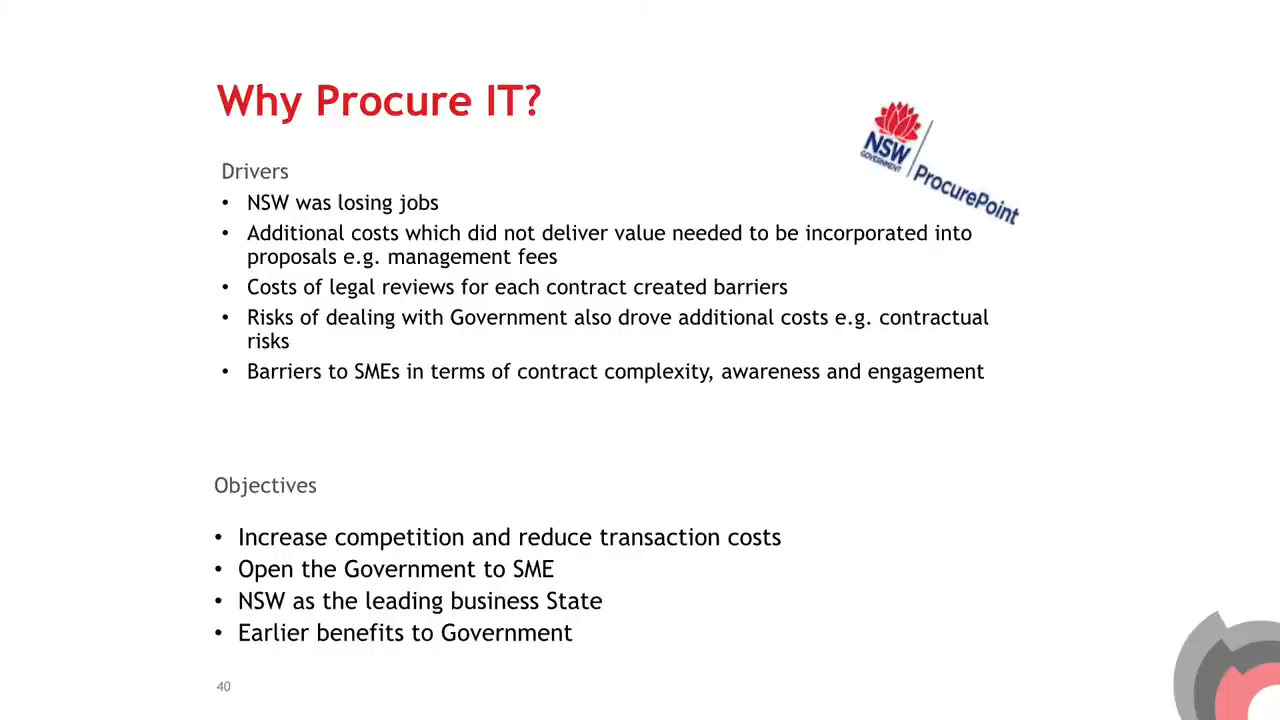 Why Procure IT?
NSW
GOVERNMENT
ProcurePoint
Drivers
• NSW was losing jobs
• Additional costs which did not deliver value needed to be incorporated into
proposals e.g. management fees
• Costs of legal reviews for each contract created barriers
• Risks of dealing with Government also drove additional costs e.g. contractual
risks
• Barriers to SMEs in terms of contract complexity, awareness and engagement
Objectives
• Increase competition and reduce transaction costs
• Open the Government to SME
• NSW as the leading business State
• Earlier benefits to Government
40